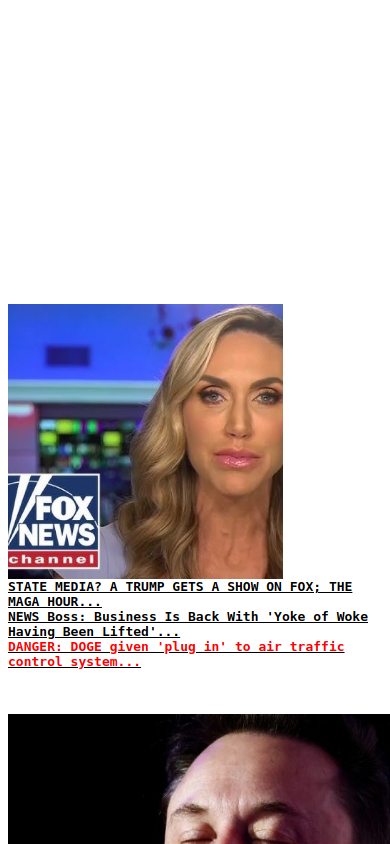 FOX
NEWS
channel
STATE MEDIA? A TRUMP GETS A SHOW ON FOX; THE
MAGA HOUR...
NEWS Boss: Business Is Back With 'Yoke of Woke
Having Been Lifted'...
DANGER: DOGE given 'plug in' to air traffic
control system...